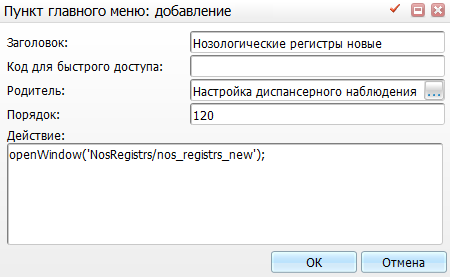 Пункт главного меню: добавление
Заголовок: Нозологические регистры новые
Код для быстрого доступа:
Родитель: Настройка диспансерного наблюдения ...
Порядок: 120
Действие:
openWindow('NosRegistrs/nos_registrs_new');
ОК Отмена